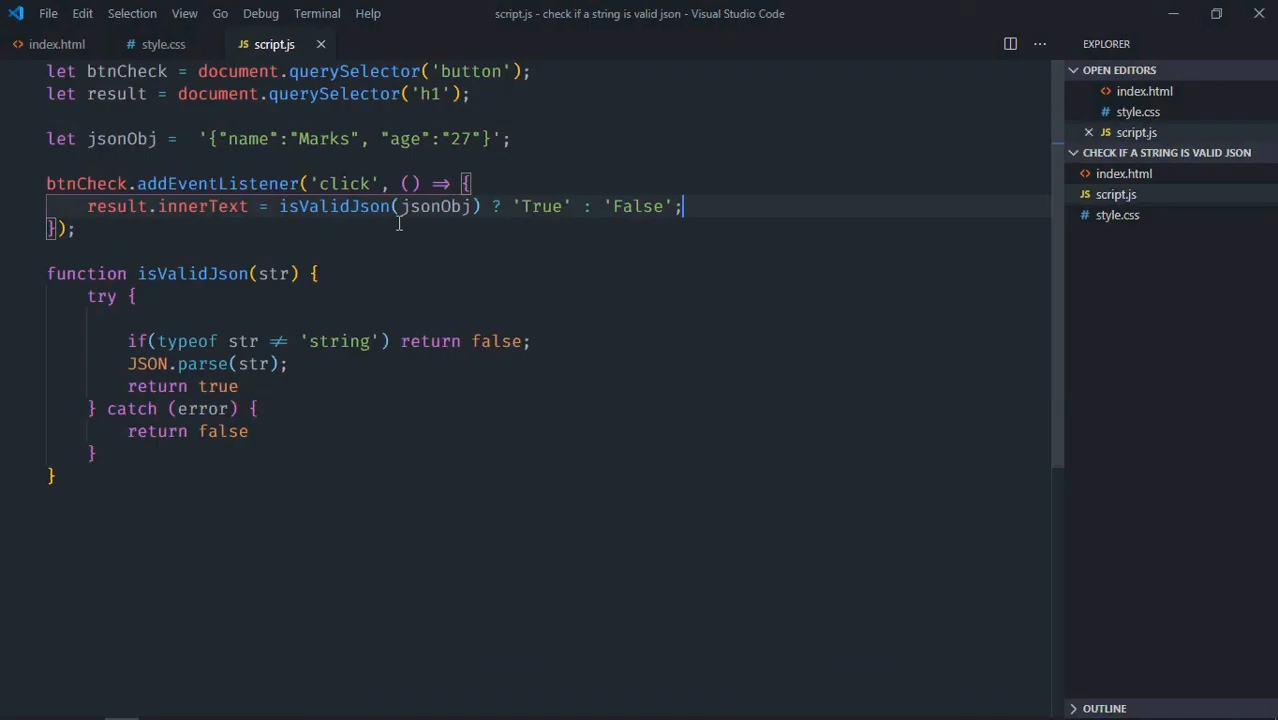 File Edit Selection View Go Debug Terminal Help script.js - check if a string is valid json - Visual Studio Code
index.html style.css JS script.js
let btnCheck = document.querySelector('button');
let result = document.querySelector('h1');
let jsonObj = '{"name":"Marks", "age":"27"}';
btnCheck.addEventListener('click', () => {
result.innerText = isValidJson(jsonObj) ? 'True' : 'False';
});
function isValidJson(str) {
try {
if(typeof str != 'string') return false;
JSON.parse(str);
return true
} catch (error) {
return false
}
}
EXPLORER
OPEN EDITORS
index.html
style.css
JS script.js
CHECK IF A STRING IS VALID JSON
index.html
JS script.js
style.css
OUTLINE